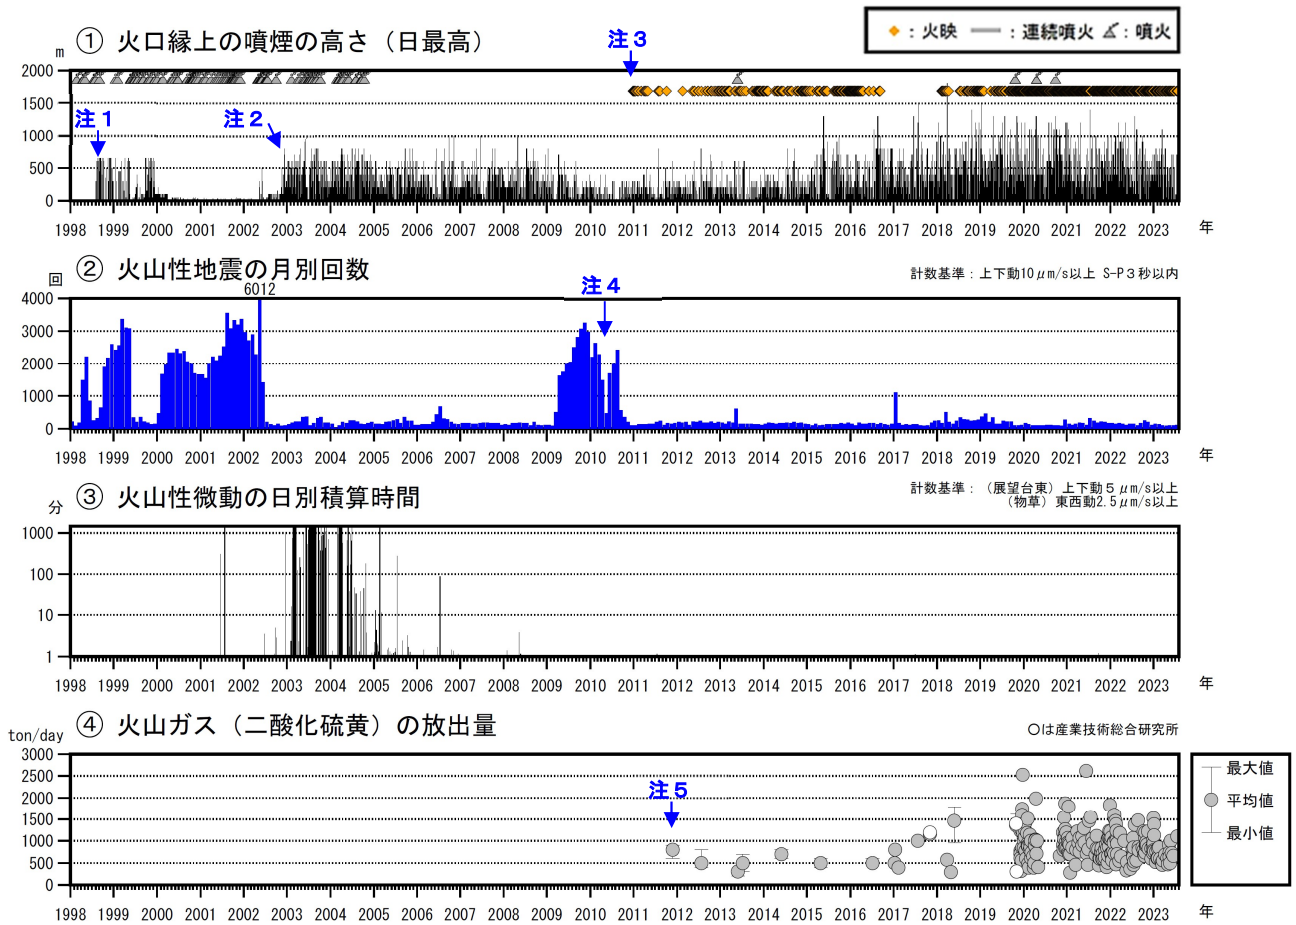 ◆：火映 ━━：連続噴火 ：噴火
① 火口縁上の噴煙の高さ（日最高）
m
注３
2000
1500
1000
500
0
注１
注２
1998 1999 2000 2001 2002 2003 2004 2005 2006 2007 2008 2009 2010 2011 2012 2013 2014 2015 2016 2017 2018 2019 2020 2021 2022 2023 年
② 火山性地震の月別回数
計数基準：上下動10μm/s以上 S-P３秒以内
回
6012
注４
4000
3000
2000
1000
0
1998 1999 2000 2001 2002 2003 2004 2005 2006 2007 2008 2009 2010 2011 2012 2013 2014 2015 2016 2017 2018 2019 2020 2021 2022 2023 年
③ 火山性微動の日別積算時間
計数基準：（展望台東）上下動５μm/s以上
（物草）東西動2.5μm/s以上
分
1000
100
10
1
1998 1999 2000 2001 2002 2003 2004 2005 2006 2007 2008 2009 2010 2011 2012 2013 2014 2015 2016 2017 2018 2019 2020 2021 2022 2023 年
④ 火山ガス（二酸化硫黄）の放出量
○は産業技術総合研究所
ton/day
3000
2500
2000
1500
1000
500
0
注５
最大値
平均値
最小値
1998 1999 2000 2001 2002 2003 2004 2005 2006 2007 2008 2009 2010 2011 2012 2013 2014 2015 2016 2017 2018 2019 2020 2021 2022 2023 年